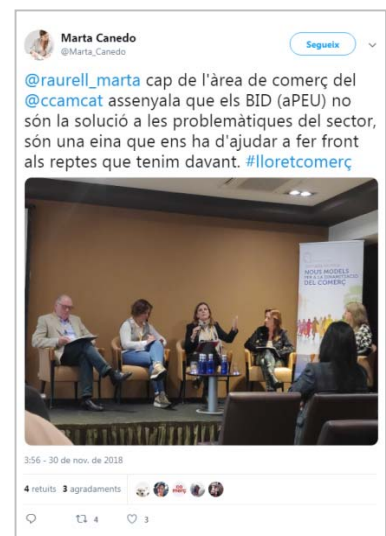 Marta Canedo
@Marta_Canedo
Segueix
@raurell_marta cap de l'àrea de comerç del
@ccamcat assenyala que els BID (aPEU) no
són la solució a les problemàtiques del sector,
són una eina que ens ha d'ajudar a fer front
als reptes que tenim davant. #lloretcomerç
NOUS MODELS
PER A LA DINAMITZACIÓ
DEL COMERÇ
3:56 - 30 de nov. de 2018
4 retuits 3 agradaments
4 3